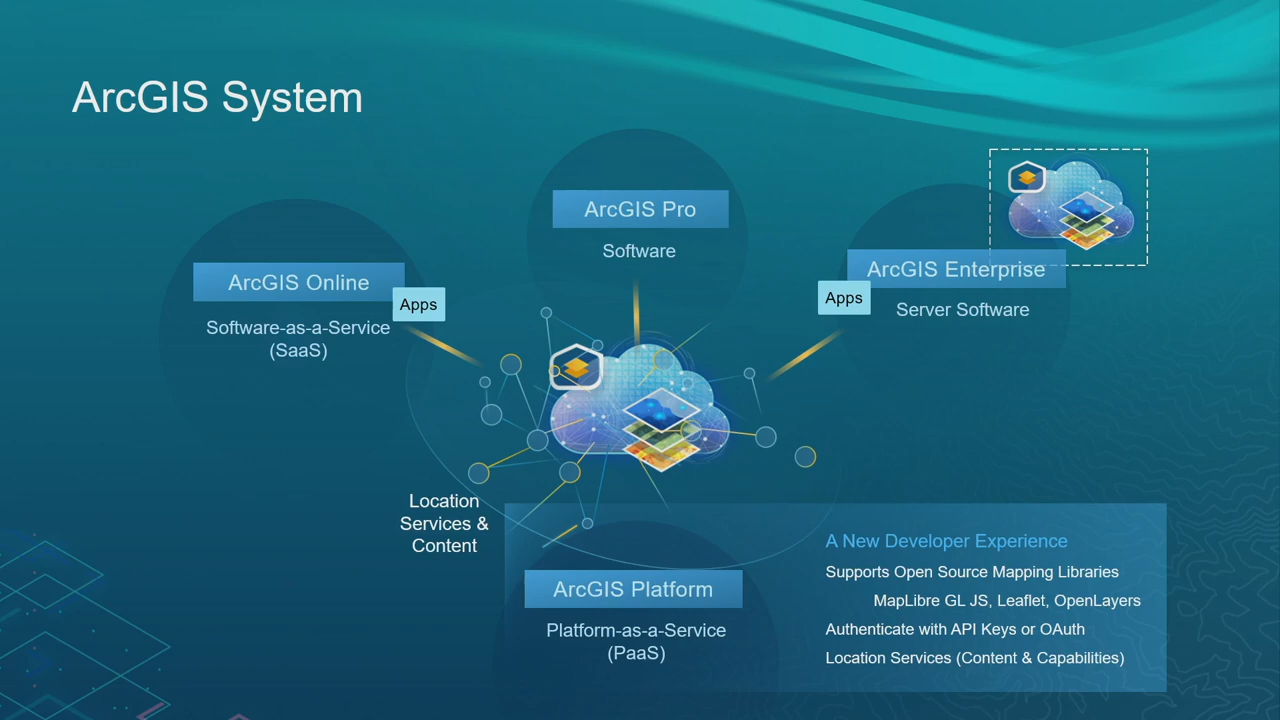 ArcGIS System
ArcGIS Pro
Software
ArcGIS Online
Apps
Software-as-a-Service
(SaaS)
ArcGIS Enterprise
Apps
Server Software
Location
Services &
Content
ArcGIS Platform
Platform-as-a-Service
(PaaS)
A New Developer Experience
Supports Open Source Mapping Libraries
MapLibre GL JS, Leaflet, OpenLayers
Authenticate with API Keys or OAuth
Location Services (Content & Capabilities)